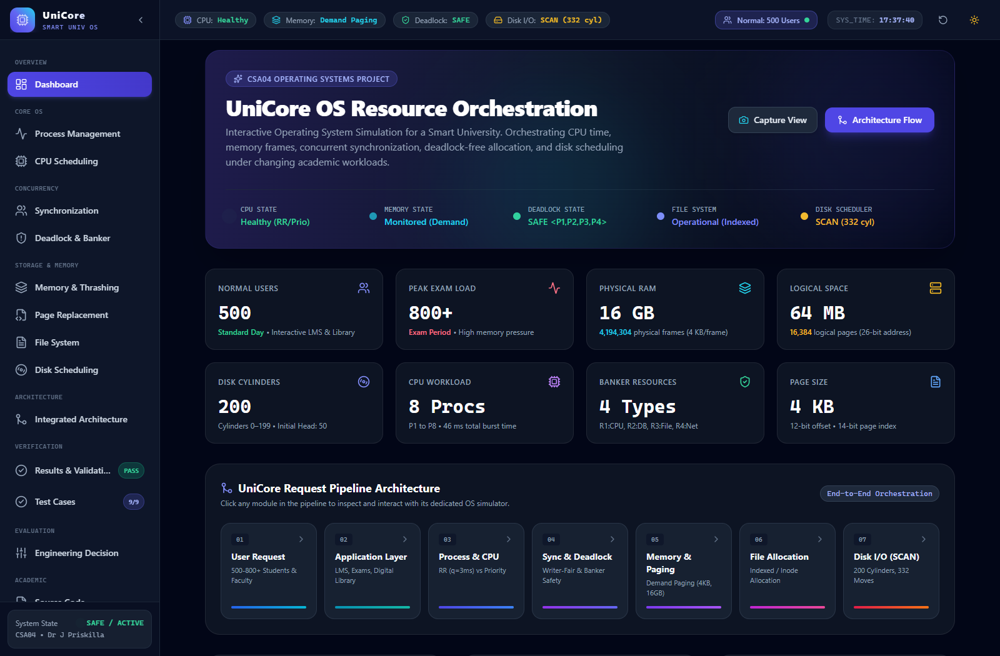 UniCore
SMART UNIV OS
CPU: Healthy
Memory: Demand Paging
Deadlock: SAFE
Disk I/O: SCAN (332 cyl)
Normal: 500 Users
SYS_TIME: 17:37:40
OVERVIEW
Dashboard
CORE OS
Process Management
CPU Scheduling
CONCURRENCY
Synchronization
Deadlock & Banker
STORAGE & MEMORY
Memory & Thrashing
Page Replacement
File System
Disk Scheduling
ARCHITECTURE
Integrated Architecture
VERIFICATION
Results & Validati...
PASS
Test Cases
9/9
EVALUATION
Engineering Decision
ACADEMIC
Source Code
System State
SAFE / ACTIVE
CSA04 • Dr J Priskilla
CSA04 OPERATING SYSTEMS PROJECT
UniCore OS Resource Orchestration
Interactive Operating System Simulation for a Smart University. Orchestrating CPU time,
memory frames, concurrent synchronization, deadlock-free allocation, and disk scheduling
under changing academic workloads.
Capture View
Architecture Flow
CPU STATE
Healthy (RR/Prio)
MEMORY STATE
Monitored (Demand)
DEADLOCK STATE
SAFE <P1,P2,P3,P4>
FILE SYSTEM
Operational (Indexed)
DISK SCHEDULER
SCAN (332 cyl)
NORMAL USERS
500
Standard Day • Interactive LMS & Library
PEAK EXAM LOAD
800+
Exam Period • High memory pressure
PHYSICAL RAM
16 GB
4,194,304 physical frames (4 KB/frame)
LOGICAL SPACE
64 MB
16,384 logical pages (26-bit address)
DISK CYLINDERS
200
Cylinders 0–199 • Initial Head: 50
CPU WORKLOAD
8 Procs
P1 to P8 • 46 ms total burst time
BANKER RESOURCES
4 Types
R1:CPU, R2:DB, R3:File, R4:Net
PAGE SIZE
4 KB
12-bit offset • 14-bit page index
UniCore Request Pipeline Architecture
Click any module in the pipeline to inspect and interact with its dedicated OS simulator.
End-to-End Orchestration
01
User Request
500-800+ Students &
Faculty
02
Application Layer
LMS, Exams, Digital
Library
03
Process & CPU
RR (q=3ms) vs Priority
04
Sync & Deadlock
Writer-Fair & Banker
Safety
05
Memory &
Paging
Demand Paging (4KB,
16GB)
06
File Allocation
Indexed / Inode
Allocation
07
Disk I/O (SCAN)
200 Cylinders, 332
Moves